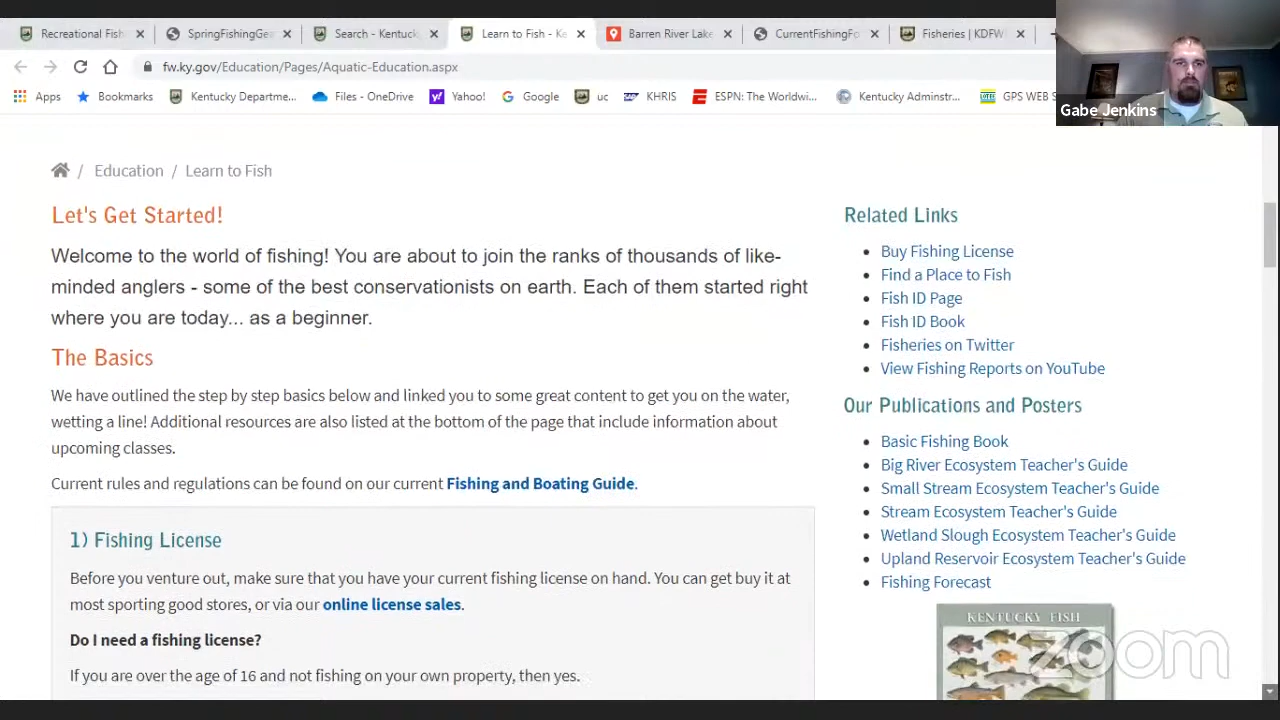 Recreational Fish
SpringFishingGea
Search - Kentuck
Learn to Fish - Ke
Barren River Lake
CurrentFishingFo
Fisheries | KDFW
fw.ky.gov/Education/Pages/Aquatic-Education.aspx
Apps
Bookmarks
Kentucky Departme...
Files - OneDrive
Yahoo!
Google
uc
KHRIS
ESPN: The Worldwi...
Kentucky Adminstr...
GPS WEB S
Gabe Jenkins
/ Education / Learn to Fish
Let's Get Started!
Welcome to the world of fishing! You are about to join the ranks of thousands of like-
minded anglers - some of the best conservationists on earth. Each of them started right
where you are today... as a beginner.
The Basics
We have outlined the step by step basics below and linked you to some great content to get you on the water,
wetting a line! Additional resources are also listed at the bottom of the page that include information about
upcoming classes.
Current rules and regulations can be found on our current Fishing and Boating Guide.
1) Fishing License
Before you venture out, make sure that you have your current fishing license on hand. You can get buy it at
most sporting good stores, or via our online license sales.
Do I need a fishing license?
If you are over the age of 16 and not fishing on your own property, then yes.
Related Links
Buy Fishing License
Find a Place to Fish
Fish ID Page
Fish ID Book
Fisheries on Twitter
View Fishing Reports on YouTube
Our Publications and Posters
Basic Fishing Book
Big River Ecosystem Teacher's Guide
Small Stream Ecosystem Teacher's Guide
Stream Ecosystem Teacher's Guide
Wetland Slough Ecosystem Teacher's Guide
Upland Reservoir Ecosystem Teacher's Guide
Fishing Forecast
KENTUCKY FISH
zoom